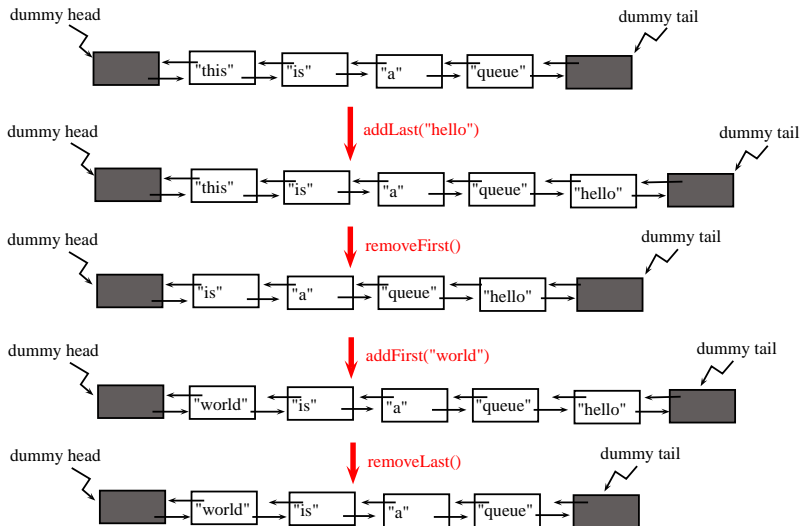 dummy head
dummy tail
"this" "is" "a" "queue"
addLast("hello")
dummy head
dummy tail
"this" "is" "a" "queue" "hello"
removeFirst()
dummy head
dummy tail
"is" "a" "queue" "hello"
addFirst("world")
dummy head
dummy tail
"world" "is" "a" "queue" "hello"
removeLast()
dummy head
dummy tail
"world" "is" "a" "queue"